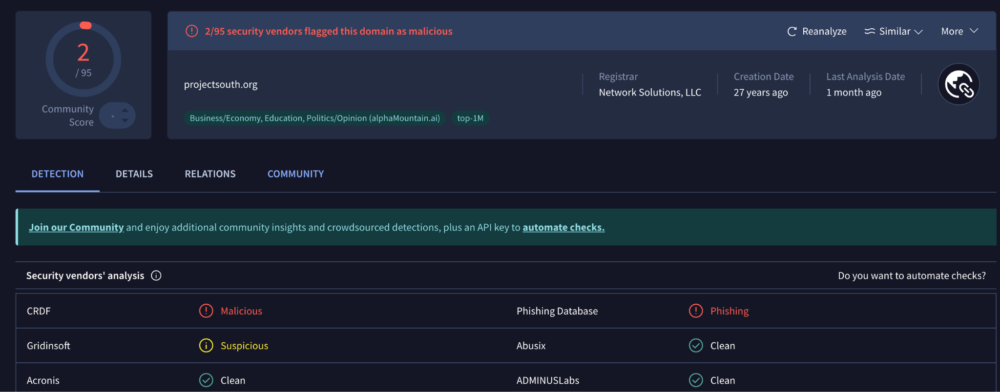 2
/ 95
Community
Score
2/95 security vendors flagged this domain as malicious
Reanalyze
Similar
More
projectsouth.org
Registrar
Network Solutions, LLC
Creation Date
27 years ago
Last Analysis Date
1 month ago
Business/Economy, Education, Politics/Opinion (alphaMountain.ai)
top-1M
DETECTION DETAILS RELATIONS COMMUNITY
Join our Community and enjoy additional community insights and crowdsourced detections, plus an API key to automate checks.
Security vendors' analysis
Do you want to automate checks?
CRDF Malicious Phishing Database Phishing
Gridinsoft Suspicious Abusix Clean
Acronis Clean ADMINUSLabs Clean